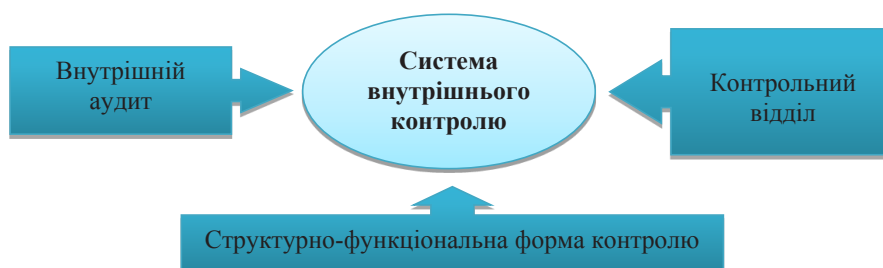 Внутрішній
аудит
Система
внутрішнього
контролю
Контрольний
відділ
Структурно-функціональна форма контролю